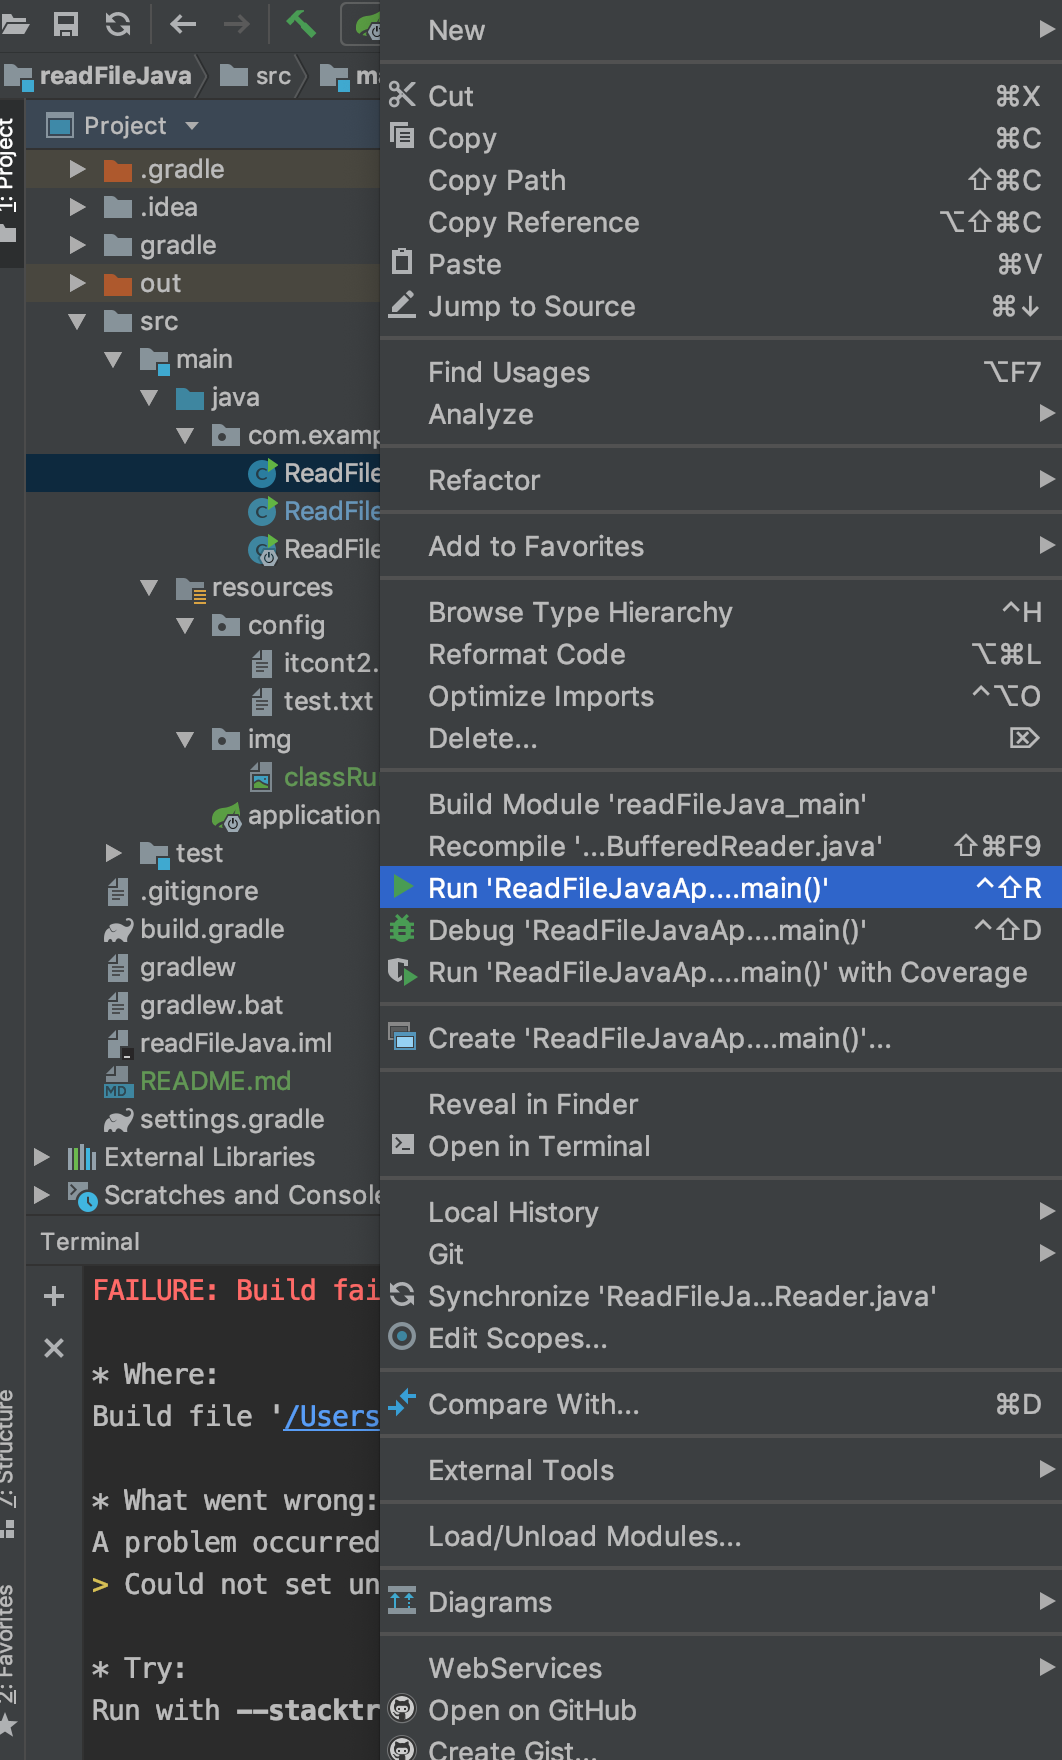 readFileJava
src
1: Project
Project
.gradle
.idea
gradle
out
src
main
java
ReadFile
ReadFile
ReadFile
resources
config
itcont2.
test.txt
img
application
test
.gitignore
build.gradle
gradlew
gradlew.bat
readFileJava.iml
MD README.md
settings.gradle
External Libraries
Scratches and Console
Terminal
FAILURE: Build fai
* Where:
Build file '/Users
* What went wrong:
A problem occurred
> Could not set un
* Try:
Run with --stacktr
Z: Structure
2: Favorites
New
Cut ⌘X
Copy ⌘C
Copy Path ⇧⌘C
Copy Reference ⌥⇧⌘C
Paste ⌘V
Jump to Source ⌘↓
Find Usages ⌥F7
Analyze
Refactor
Add to Favorites
Browse Type Hierarchy ^H
Reformat Code ⌥⌘L
Optimize Imports ^⌥O
Delete... ⌦
Build Module 'readFileJava_main'
Recompile '...BufferedReader.java' ⇧⌘F9
Run 'ReadFileJavaAp....main()' ^⇧R
Debug 'ReadFileJavaAp....main()' ^⇧D
Run 'ReadFileJavaAp....main()' with Coverage
Create 'ReadFileJavaAp....main()'...
Reveal in Finder
Open in Terminal
Local History
Git
Synchronize 'ReadFileJa...Reader.java'
Edit Scopes...
Compare With... ⌘D
External Tools
Load/Unload Modules...
Diagrams
WebServices
Open on GitHub
Create Gist...